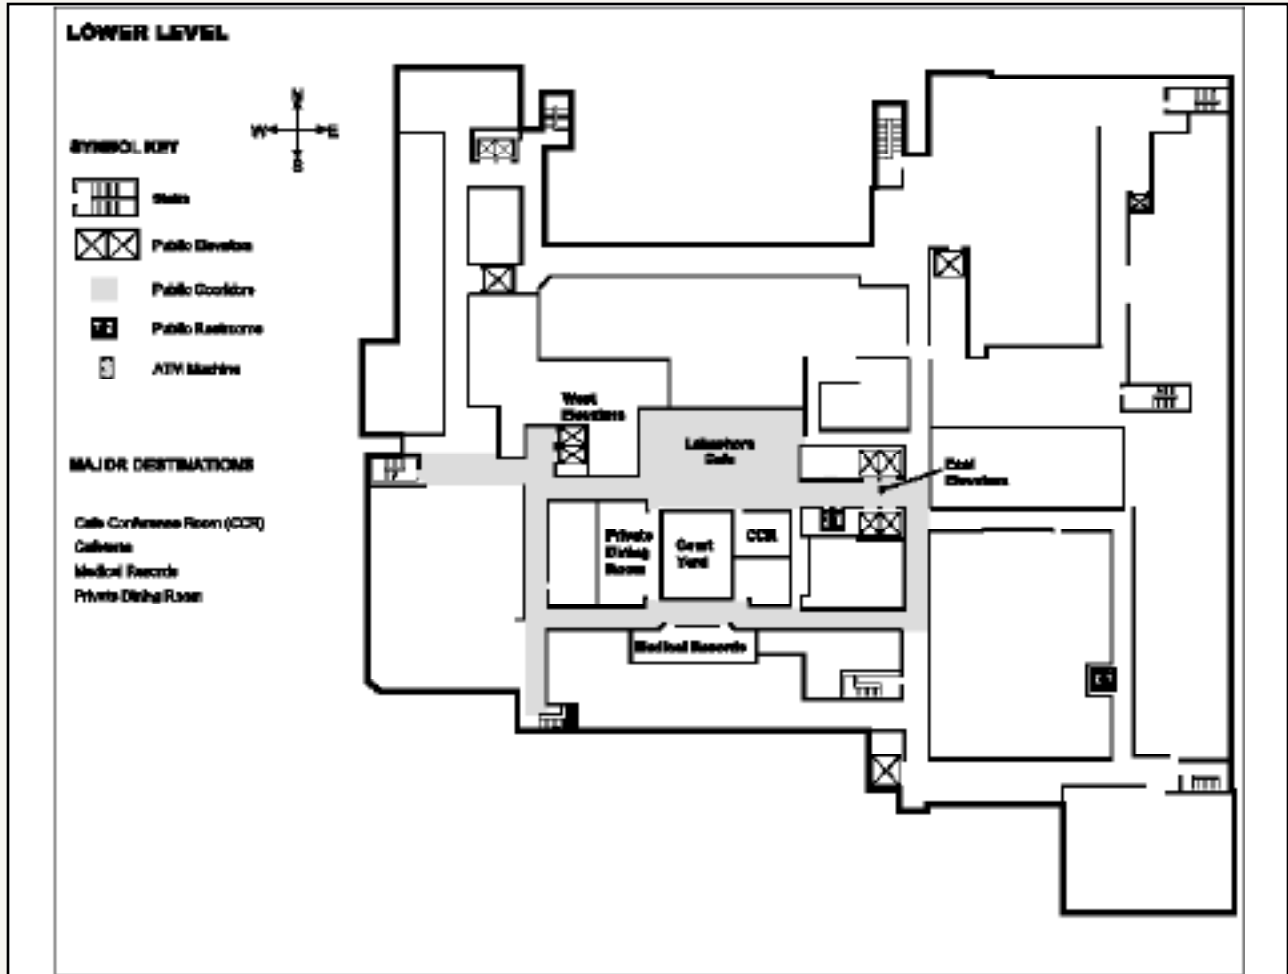 LOWER LEVEL
N
W E
S
SYMBOL KEY
Stairs
Public Elevators
Public Corridors
Public Restrooms
ATM Machine
MAJOR DESTINATIONS
Cafe Conference Room (CCR)
Cafeteria
Medical Records
Private Dining Room
West
Elevators
Lakeshore
Cafe
East
Elevators
Private
Dining
Room
Court
Yard
CCR
Medical Records